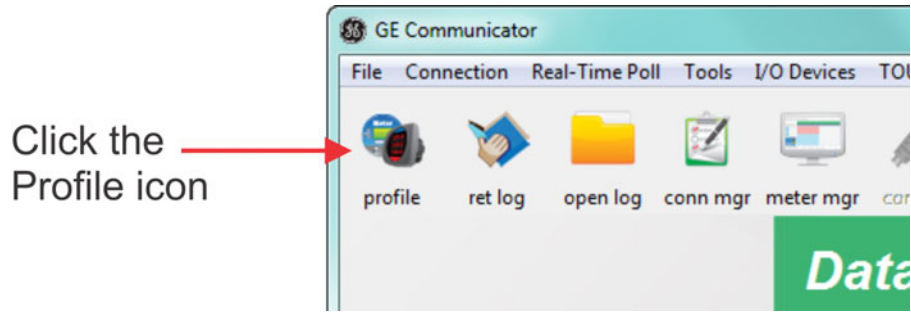 GE Communicator
File Connection Real-Time Poll Tools I/O Devices TOU
Click the
Profile icon
profile ret log open log conn mgr meter mgr
Data